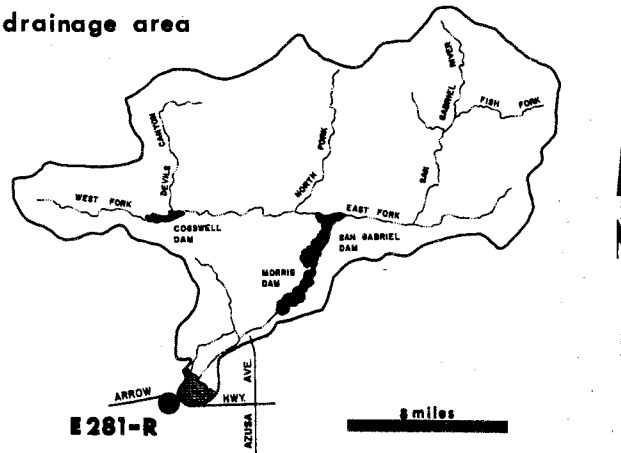 drainage area
RIVER
GABRIEL
SAN
FISH FORK
CANYON
DEVILS
NORTH FORK
WEST FORK
EAST FORK
COGSWELL
DAM
SAN GABRIEL
DAM
MORRIS
DAM
ARROW HWY.
AZUSA AVE.
E281-R
8 miles